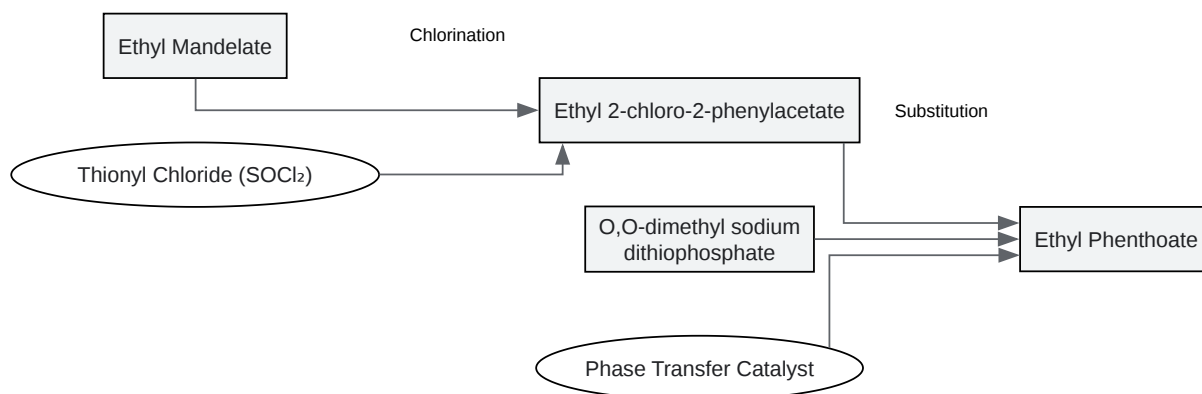 Ethyl Mandelate
Chlorination
Ethyl 2-chloro-2-phenylacetate
Substitution
Thionyl Chloride (SOCl₂)
O,O-dimethyl sodium
dithiophosphate
Ethyl Phenthoate
Phase Transfer Catalyst